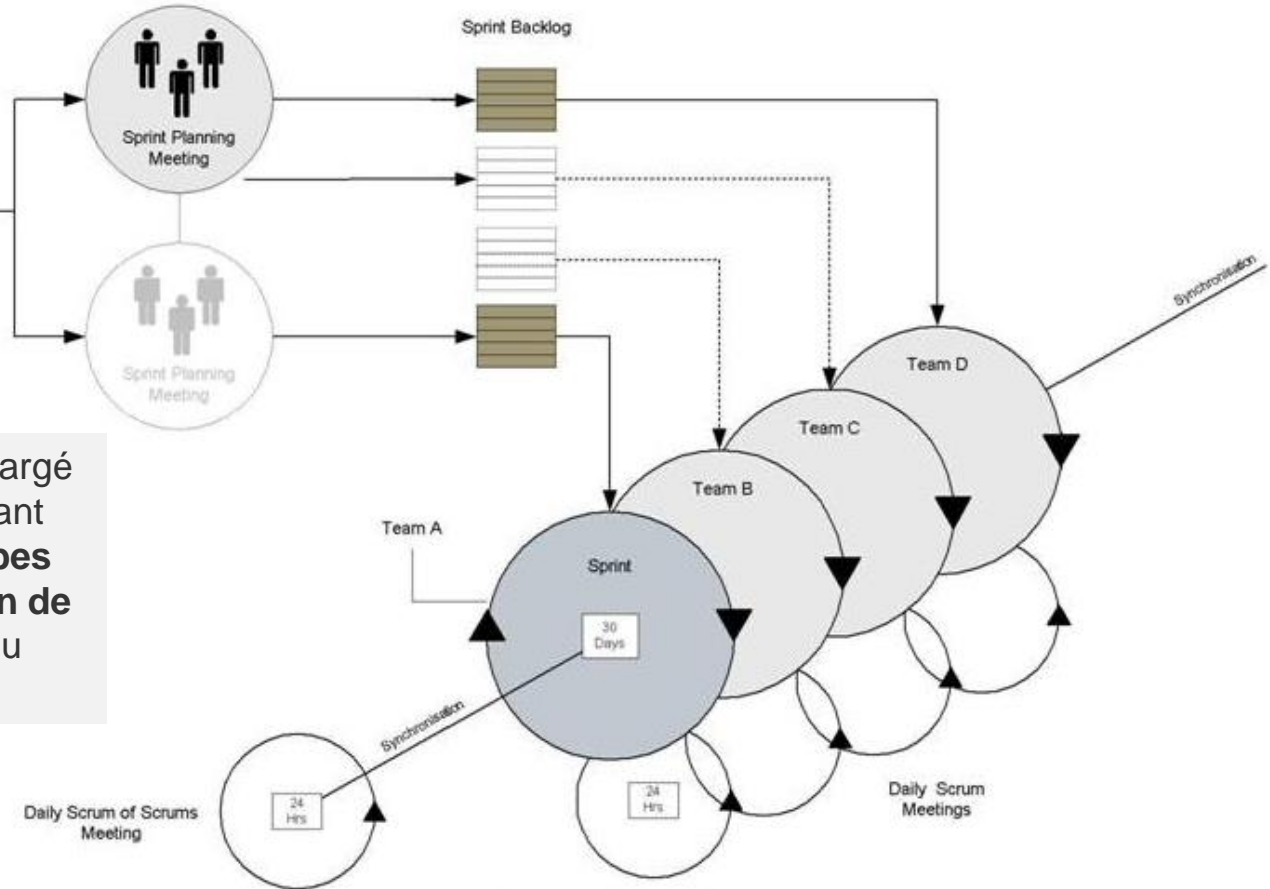 Sprint Backlog
Sprint Planning
Meeting
Sprint Planning
Meeting
Synchronisation
Team D
Team C
Team B
Team A
Sprint
30
Days
argé
ant
pes
n de
u
Synchronisation
24
Hrs
Daily Scrum of Scrums
Meeting
24
Hrs
Daily Scrum
Meetings